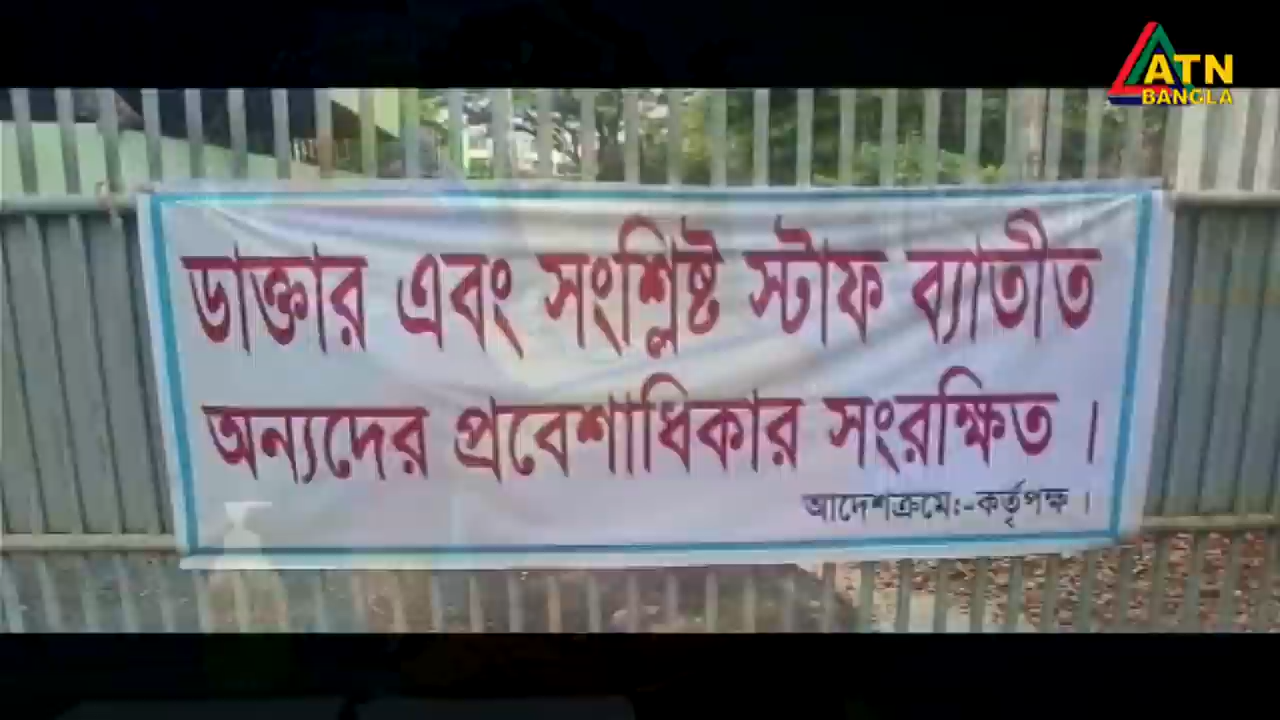 ATN
BANGLA
ডাক্তার এবং সংশ্লিষ্ট স্টাফ ব্যাতীত
অন্যদের প্রবেশাধিকার সংরক্ষিত ।
আদেশক্রমে:-কর্তৃপক্ষ ।